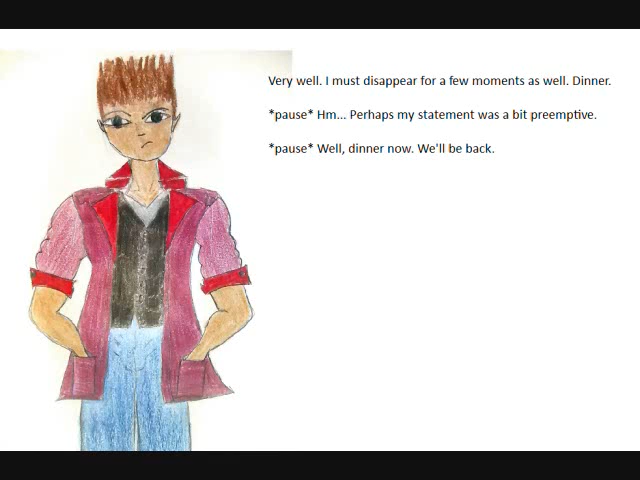 Very well. I must disappear for a few moments as well. Dinner.
*pause* Hm... Perhaps my statement was a bit preemptive.
*pause* Well, dinner now. We'll be back.